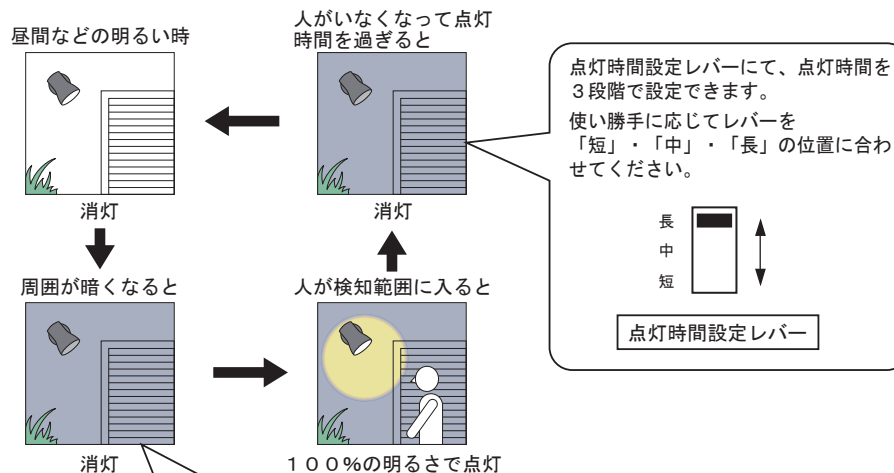 昼間などの明るい時
消灯
人がいなくなって点灯
時間を過ぎると
消灯
点灯時間設定レバーにて、点灯時間を
３段階で設定できます。
使い勝手に応じてレバーを
「短」・「中」・「長」の位置に合わ
せてください。
長
中
短
点灯時間設定レバー
周囲が暗くなると
消灯
人が検知範囲に入ると
１００％の明るさで点灯